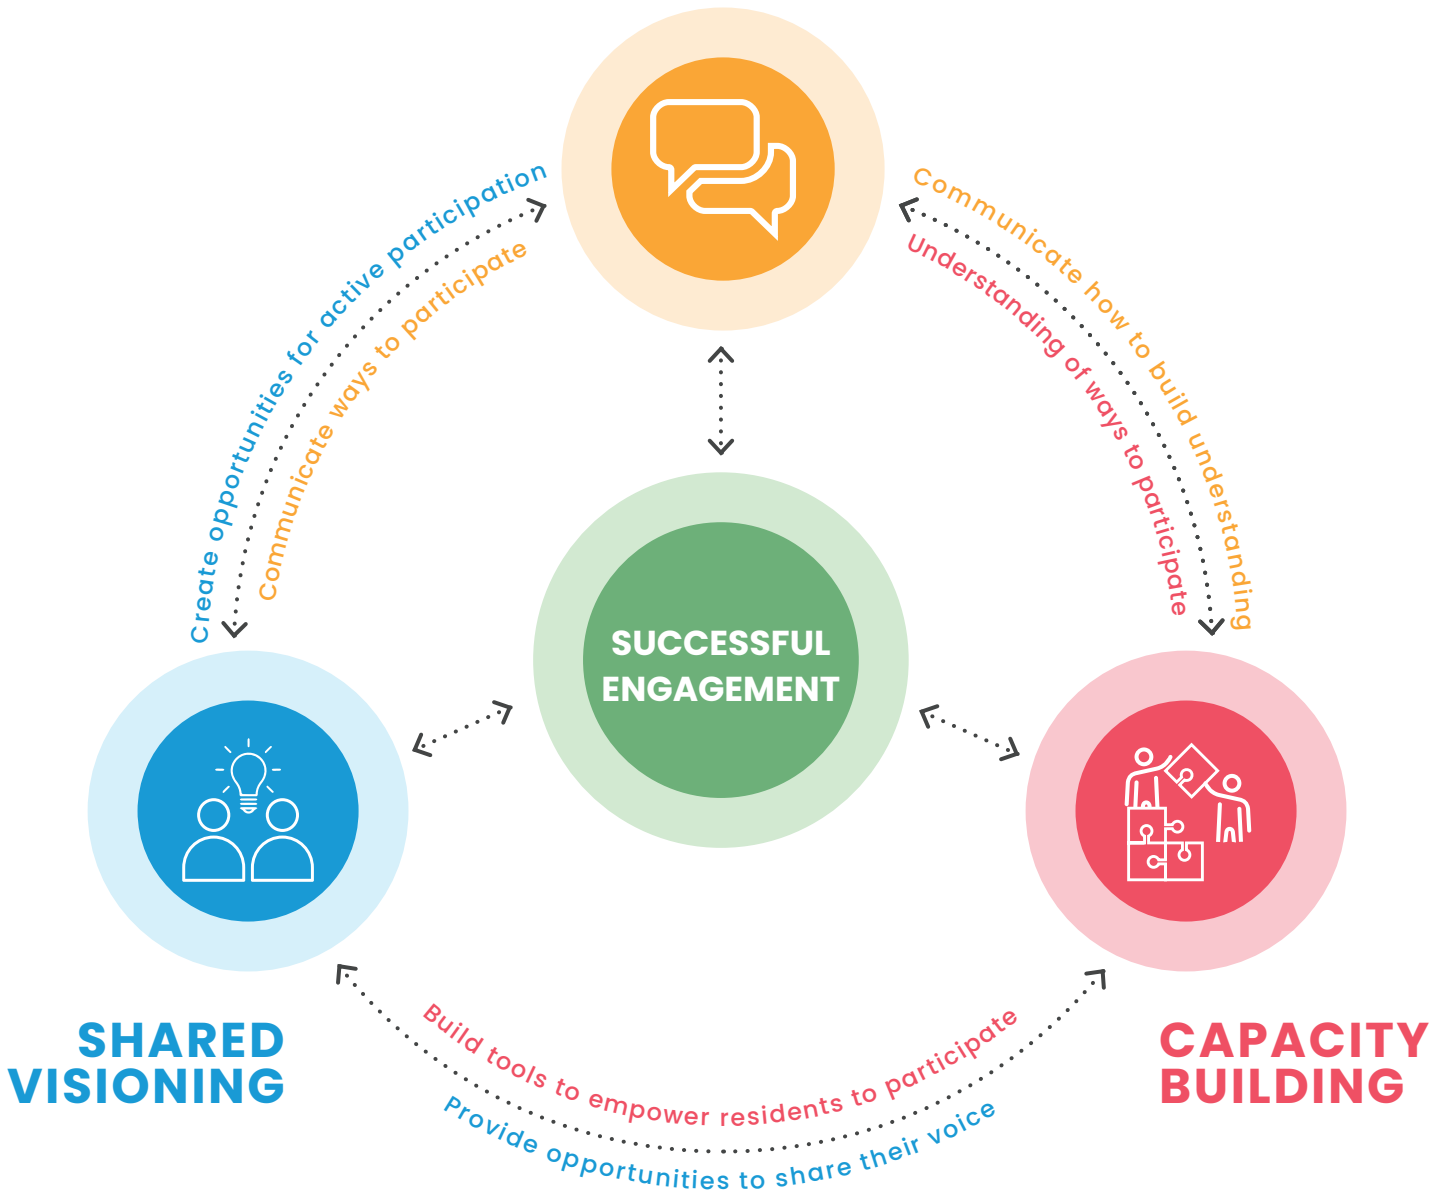 Create opportunities for active participation
Communicate ways to participate
Communicate how to build understanding
Understanding of ways to participate
SUCCESSFUL
ENGAGEMENT
SHARED
VISIONING
CAPACITY
BUILDING
Build tools to empower residents to participate
Provide opportunities to share their voice